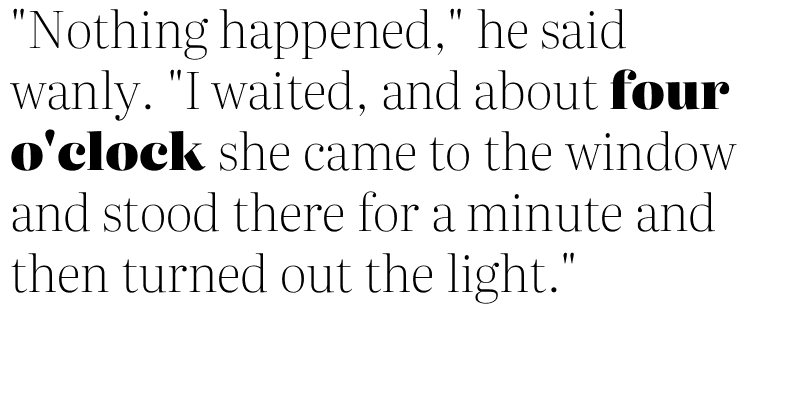 "Nothing happened," he said
wanly. "I waited, and about four
o'clock she came to the window
and stood there for a minute and
then turned out the light."